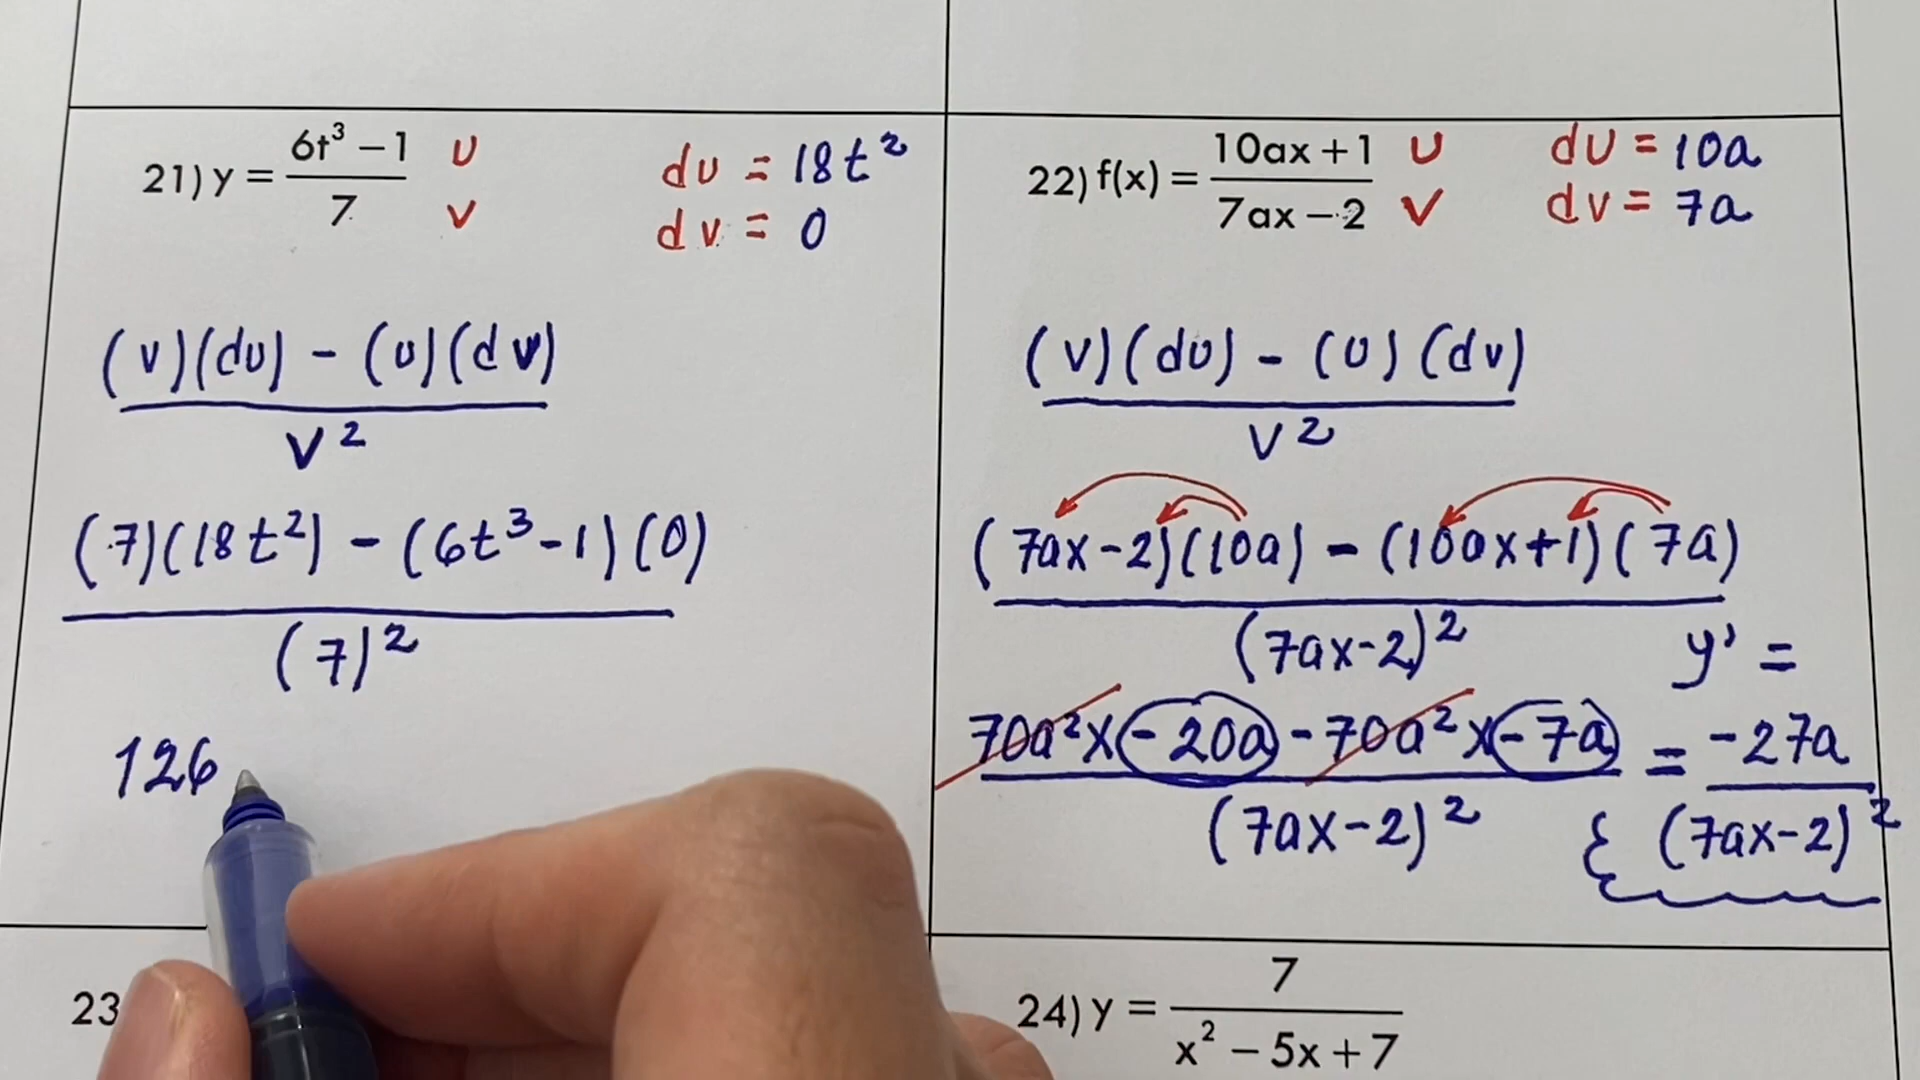 21) y = (6t³ − 1)/7 U V du = 18t² dv = 0
(v)(du) - (u)(dv)
v²
(7)(18t²) - (6t³-1)(0)
(7)²
126
22) f(x) = (10ax + 1)/(7ax − 2) U V du = 10a dv = 7a
(v)(du) - (u)(dv)
v²
(7ax-2)(10a) - (10ax+1)(7a)
(7ax-2)² y' =
70a²x - 20a - 70a²x - 7a = -27a
(7ax-2)² (7ax-2)²
23
24) y = 7/(x² − 5x + 7)